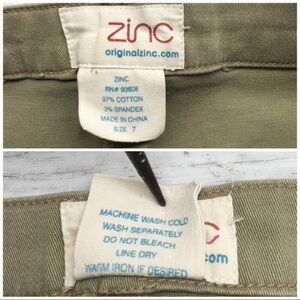 zinc
originalzinc.com
ZINC
RN# 93808
97% COTTON
3% SPANDEX
MADE IN CHINA
SIZE 7
MACHINE WASH COLD
WASH SEPARATELY
DO NOT BLEACH
LINE DRY
WARM IRON IF DESIRED
c
.com